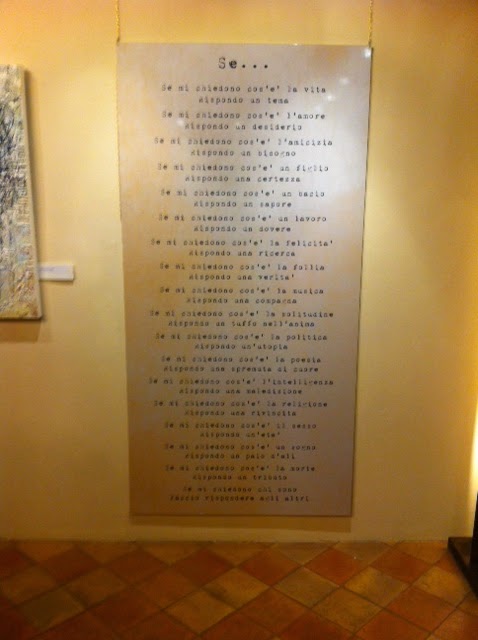 Se...
Se mi chiedono cos'e' la vita
Rispondo un tema
Se mi chiedono cos'e' l'amore
Rispondo un desiderio
Se mi chiedono cos'e' l'amicizia
Rispondo un bisogno
Se mi chiedono cos'e' un figlio
Rispondo una certezza
Se mi chiedono cos'e' un bacio
Rispondo un sapore
Se mi chiedono cos'e' un lavoro
Rispondo un dovere
Se mi chiedono cos'e' la felicita'
Rispondo una ricerca
Se mi chiedono cos'e' la follia
Rispondo una verita'
Se mi chiedono cos'e' la musica
Rispondo una compagna
Se mi chiedono cos'e' la solitudine
Rispondo un tuffo nell'anima
Se mi chiedono cos'e' la politica
Rispondo un'utopia
Se mi chiedono cos'e' la poesia
Rispondo una spremuta di cuore
Se mi chiedono cos'e' l'intelligenza
Rispondo una maledizione
Se mi chiedono cos'e' la religione
Rispondo una rivincita
Se mi chiedono cos'e' il sesso
Rispondo un'eta'
Se mi chiedono cos'e' un sogno
Rispondo un paio d'ali
Se mi chiedono cos'e' la morte
Rispondo un tributo
Se mi chiedono chi sono
Faccio rispondere agli altri